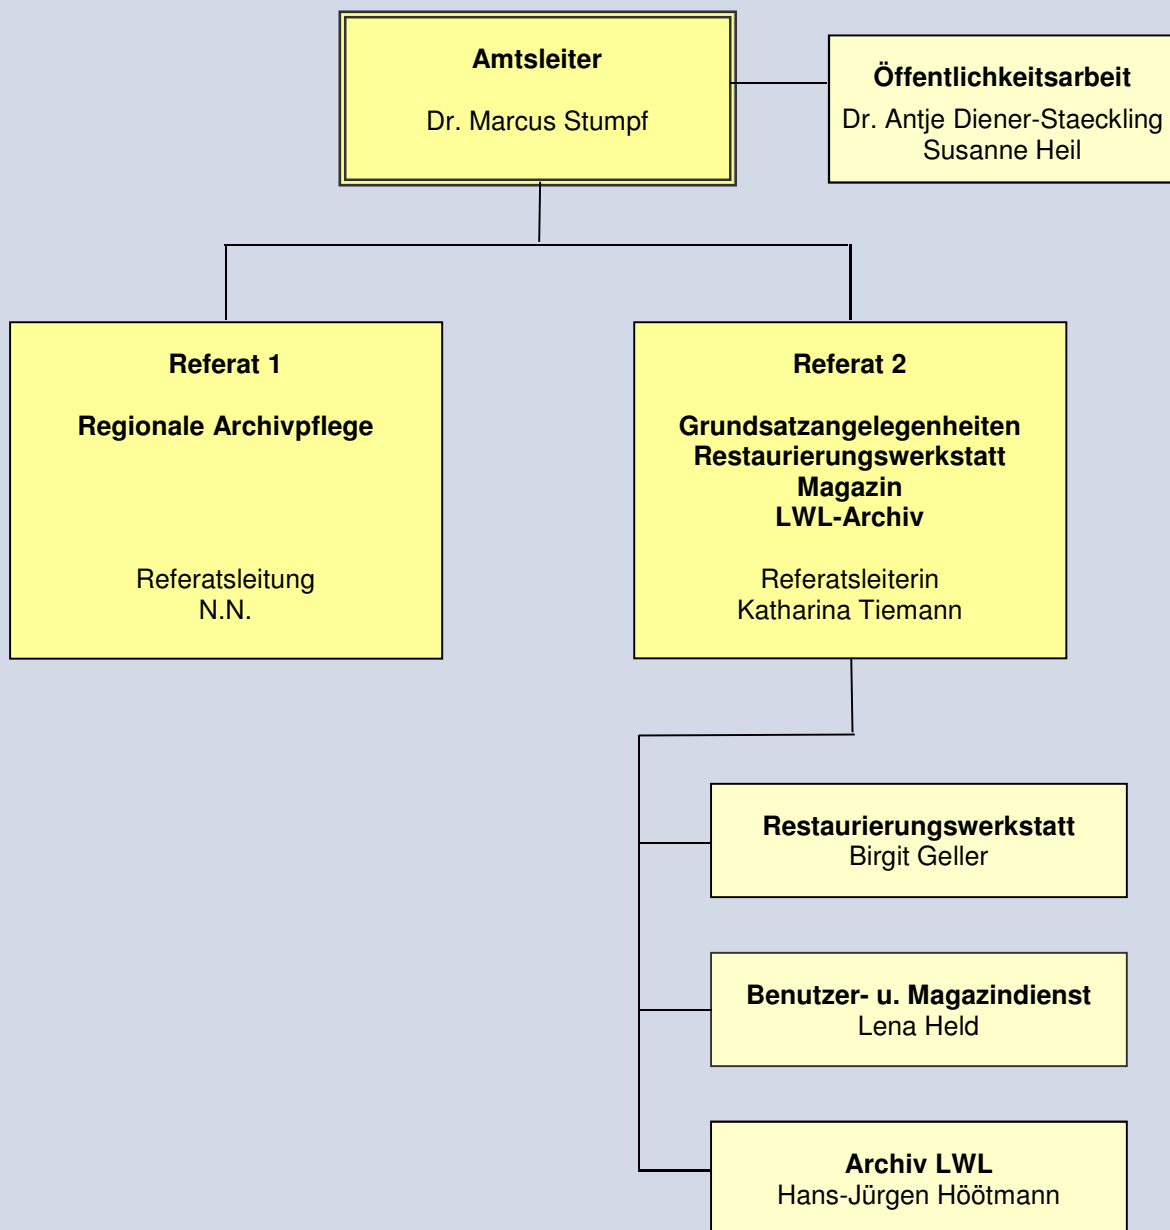 Amtsleiter
Dr. Marcus Stumpf
Öffentlichkeitsarbeit
Dr. Antje Diener-Staeckling
Susanne Heil
Referat 1
Regionale Archivpflege
Referatsleitung
N.N.
Referat 2
Grundsatzangelegenheiten
Restaurierungswerkstatt
Magazin
LWL-Archiv
Referatsleiterin
Katharina Tiemann
Restaurierungswerkstatt
Birgit Geller
Benutzer- u. Magazindienst
Lena Held
Archiv LWL
Hans-Jürgen Höötmann